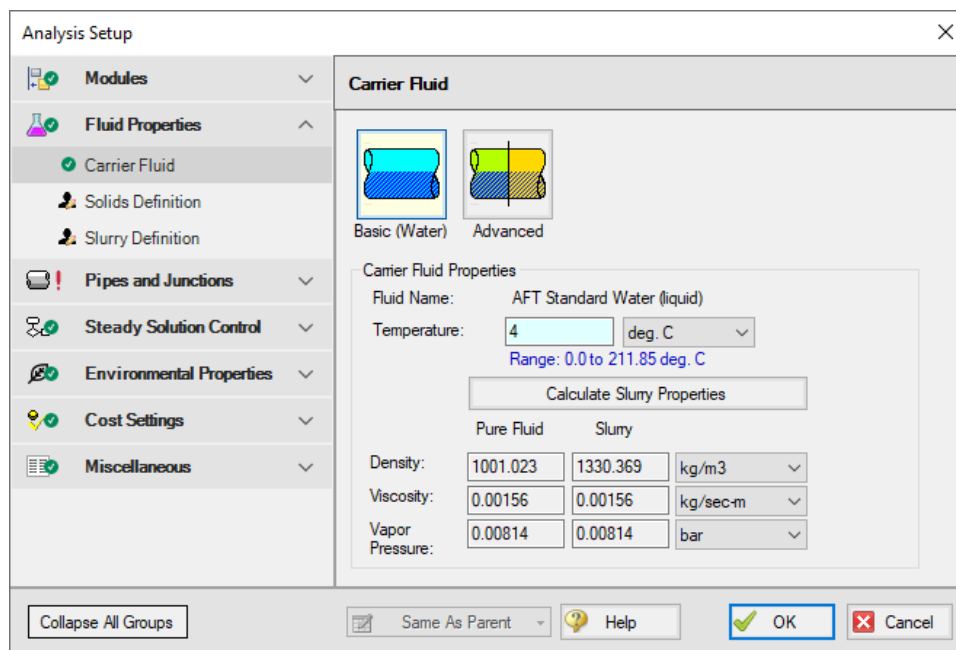 Analysis Setup
Modules
Fluid Properties
Carrier Fluid
Solids Definition
Slurry Definition
Pipes and Junctions
Steady Solution Control
Environmental Properties
Cost Settings
Miscellaneous
Carrier Fluid
Basic (Water) Advanced
Carrier Fluid Properties
Fluid Name: AFT Standard Water (liquid)
Temperature: 4 deg. C
Range: 0.0 to 211.85 deg. C
Calculate Slurry Properties
Pure Fluid Slurry
Density: 1001.023 1330.369 kg/m3
Viscosity: 0.00156 0.00156 kg/sec-m
Vapor
Pressure: 0.00814 0.00814 bar
Collapse All Groups Same As Parent Help OK Cancel